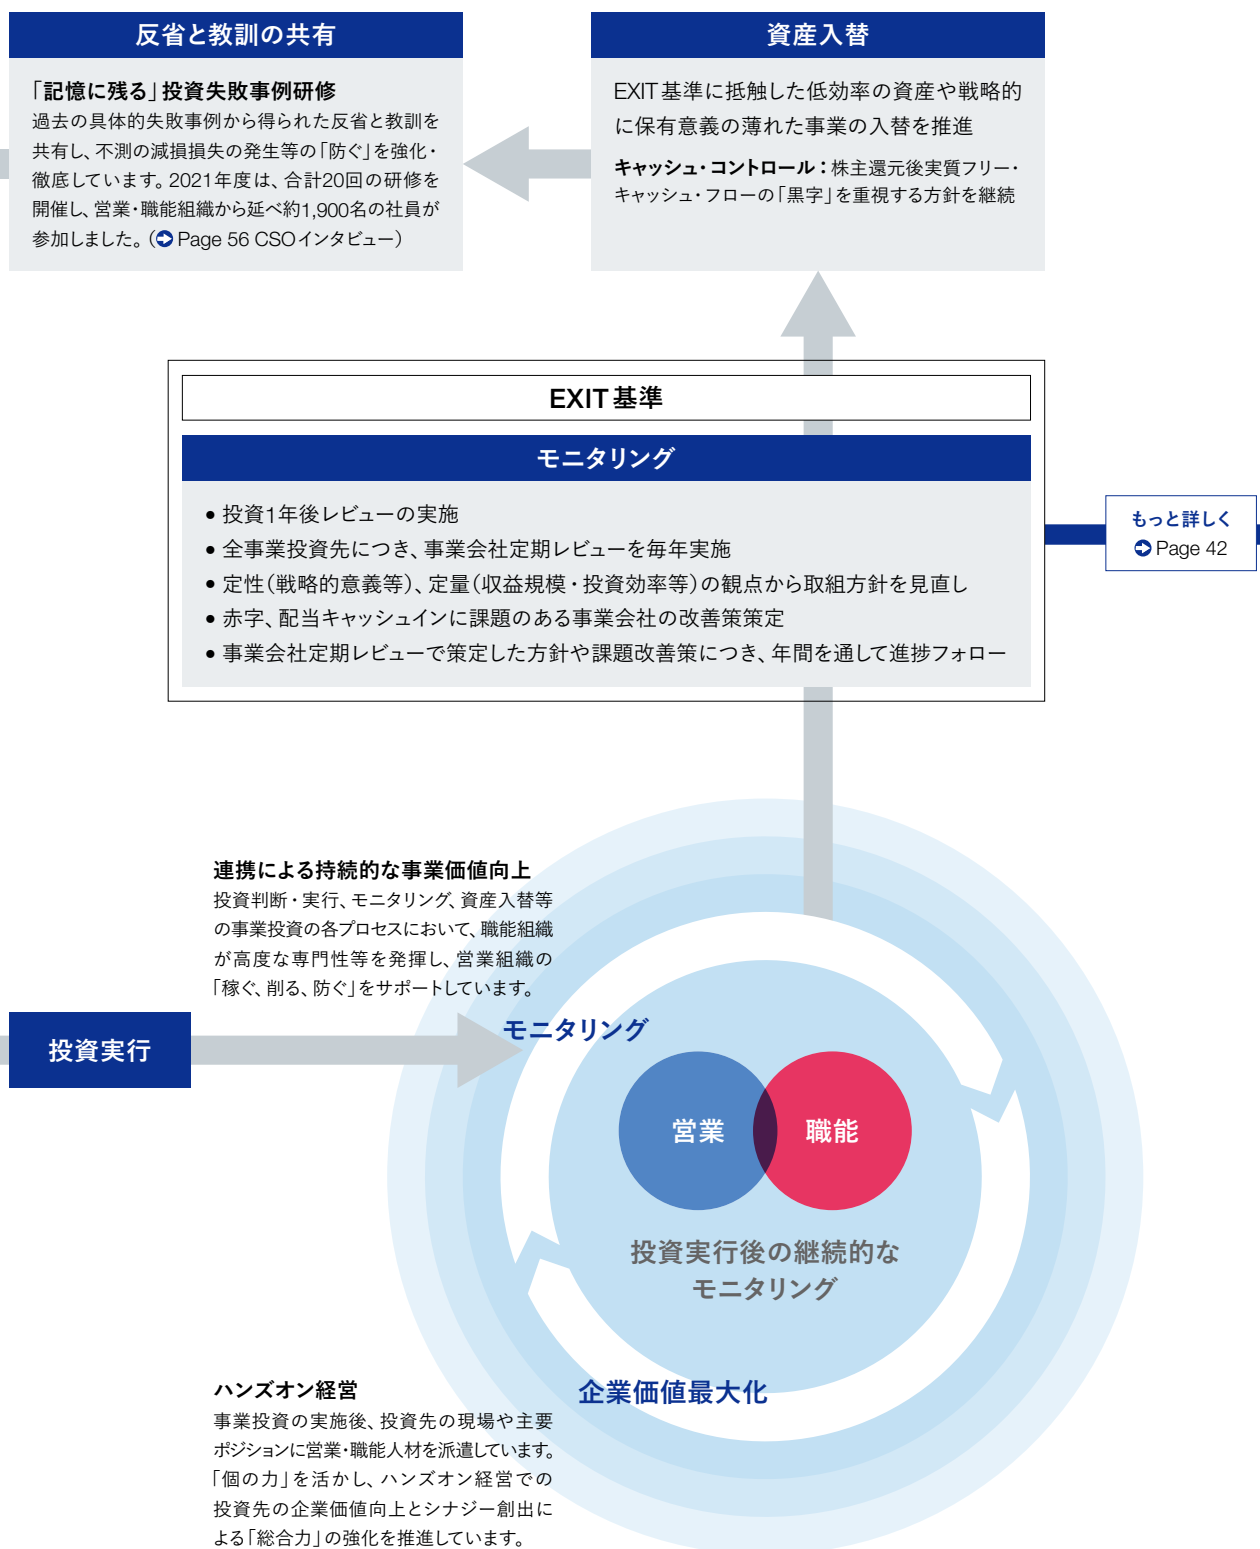 反省と教訓の共有
「記憶に残る」投資失敗事例研修
過去の具体的失敗事例から得られた反省と教訓を
共有し、不測の減損損失の発生等の「防ぐ」を強化・
徹底しています。2021年度は、合計20回の研修を
開催し、営業・職能組織から延べ約1,900名の社員が
参加しました。(Page 56 CSOインタビュー)
資産入替
EXIT基準に抵触した低効率の資産や戦略的
に保有意義の薄れた事業の入替を推進
キャッシュ・コントロール：株主還元後実質フリー・
キャッシュ・フローの「黒字」を重視する方針を継続
EXIT基準
モニタリング
• 投資1年後レビューの実施
• 全事業投資先につき、事業会社定期レビューを毎年実施
• 定性(戦略的意義等)、定量(収益規模・投資効率等)の観点から取組方針を見直し
• 赤字、配当キャッシュインに課題のある事業会社の改善策策定
• 事業会社定期レビューで策定した方針や課題改善策につき、年間を通して進捗フォロー
もっと詳しく
Page 42
連携による持続的な事業価値向上
投資判断・実行、モニタリング、資産入替等
の事業投資の各プロセスにおいて、職能組織
が高度な専門性等を発揮し、営業組織の
「稼ぐ、削る、防ぐ」をサポートしています。
投資実行
モニタリング
営業
職能
投資実行後の継続的な
モニタリング
企業価値最大化
ハンズオン経営
事業投資の実施後、投資先の現場や主要
ポジションに営業・職能人材を派遣しています。
「個の力」を活かし、ハンズオン経営での
投資先の企業価値向上とシナジー創出に
よる「総合力」の強化を推進しています。